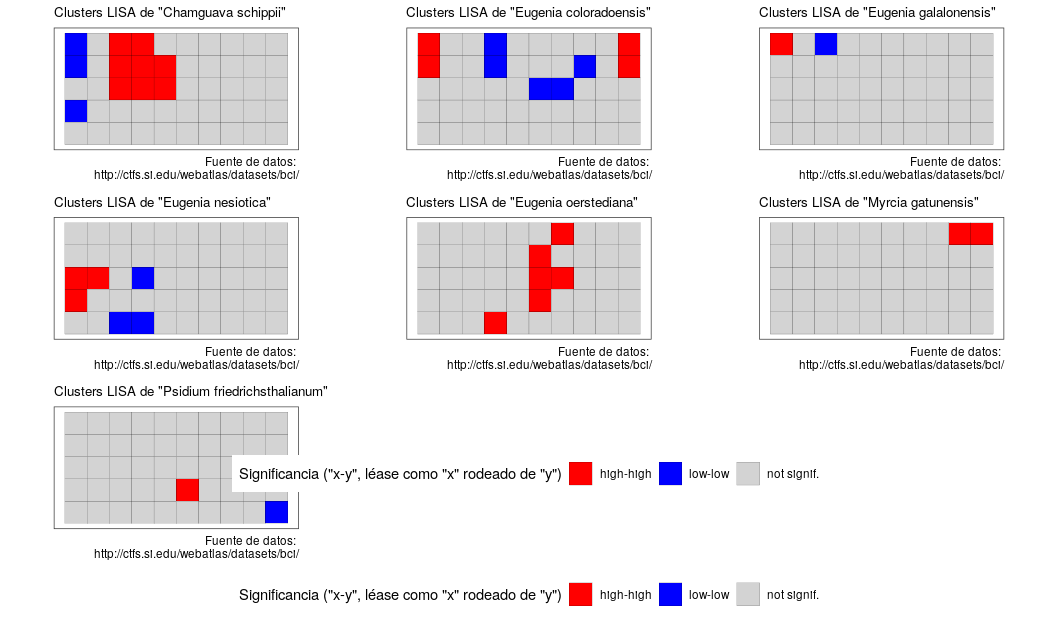 Clusters LISA de "Chamguava schippii"
Clusters LISA de "Eugenia coloradoensis"
Clusters LISA de "Eugenia galalonensis"
Fuente de datos:
http://ctfs.si.edu/webatlas/datasets/bci/
Fuente de datos:
http://ctfs.si.edu/webatlas/datasets/bci/
Fuente de datos:
http://ctfs.si.edu/webatlas/datasets/bci/
Clusters LISA de "Eugenia nesiotica"
Clusters LISA de "Eugenia oerstediana"
Clusters LISA de "Myrcia gatunensis"
Fuente de datos:
http://ctfs.si.edu/webatlas/datasets/bci/
Fuente de datos:
http://ctfs.si.edu/webatlas/datasets/bci/
Fuente de datos:
http://ctfs.si.edu/webatlas/datasets/bci/
Clusters LISA de "Psidium friedrichsthalianum"
Significancia ("x-y", léase como "x" rodeado de "y") high-high low-low not signif.
Fuente de datos:
http://ctfs.si.edu/webatlas/datasets/bci/
Significancia ("x-y", léase como "x" rodeado de "y") high-high low-low not signif.